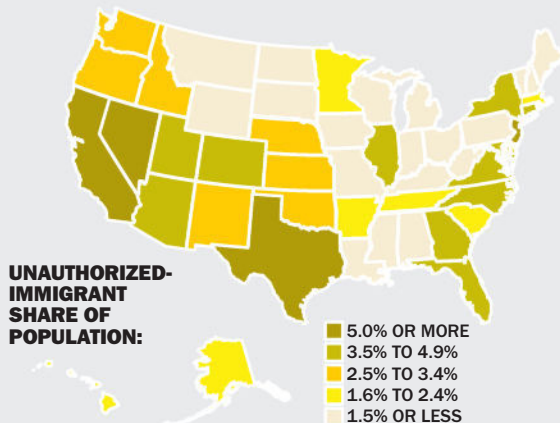 UNAUTHORIZED-
IMMIGRANT
SHARE OF
POPULATION:
5.0% OR MORE
3.5% TO 4.9%
2.5% TO 3.4%
1.6% TO 2.4%
1.5% OR LESS